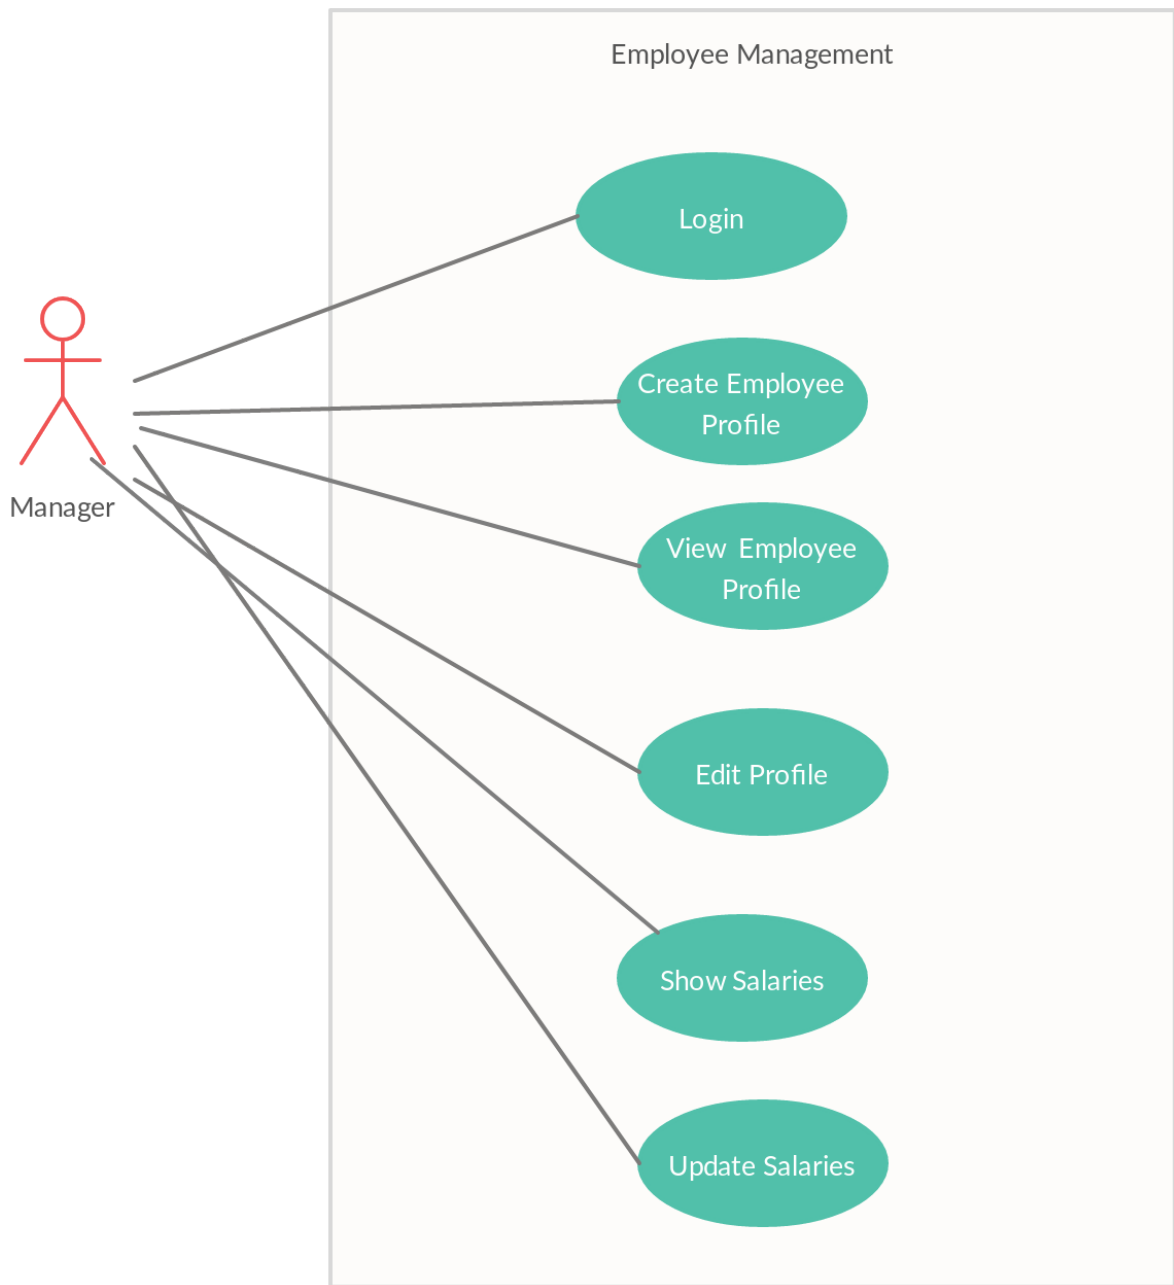 Employee Management
Login
Create Employee
Profile
Manager
View Employee
Profile
Edit Profile
Show Salaries
Update Salaries